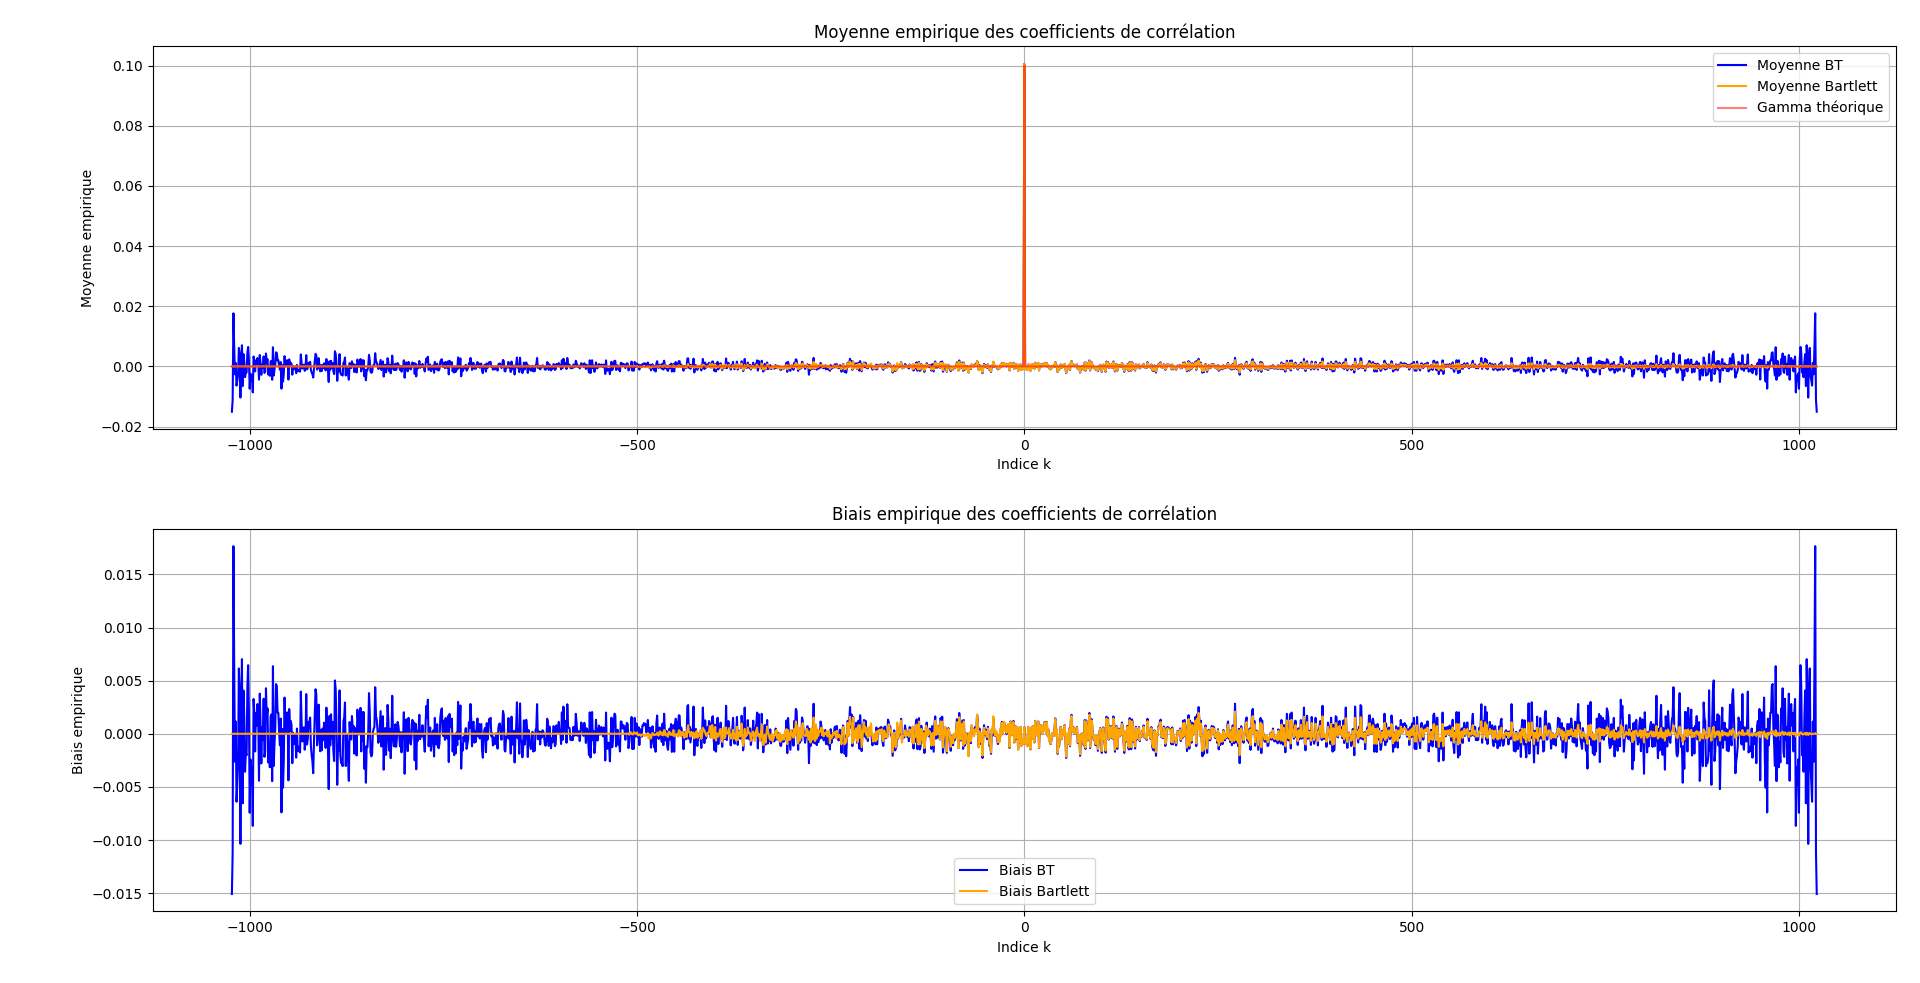 Moyenne empirique des coefficients de corrélation
Moyenne empirique
0.10
0.08
0.06
0.04
0.02
0.00
−0.02
Moyenne BT
Moyenne Bartlett
Gamma théorique
−1000 −500 0 500 1000
Indice k
Biais empirique des coefficients de corrélation
Biais empirique
0.015
0.010
0.005
0.000
−0.005
−0.010
−0.015
Biais BT
Biais Bartlett
−1000 −500 0 500 1000
Indice k